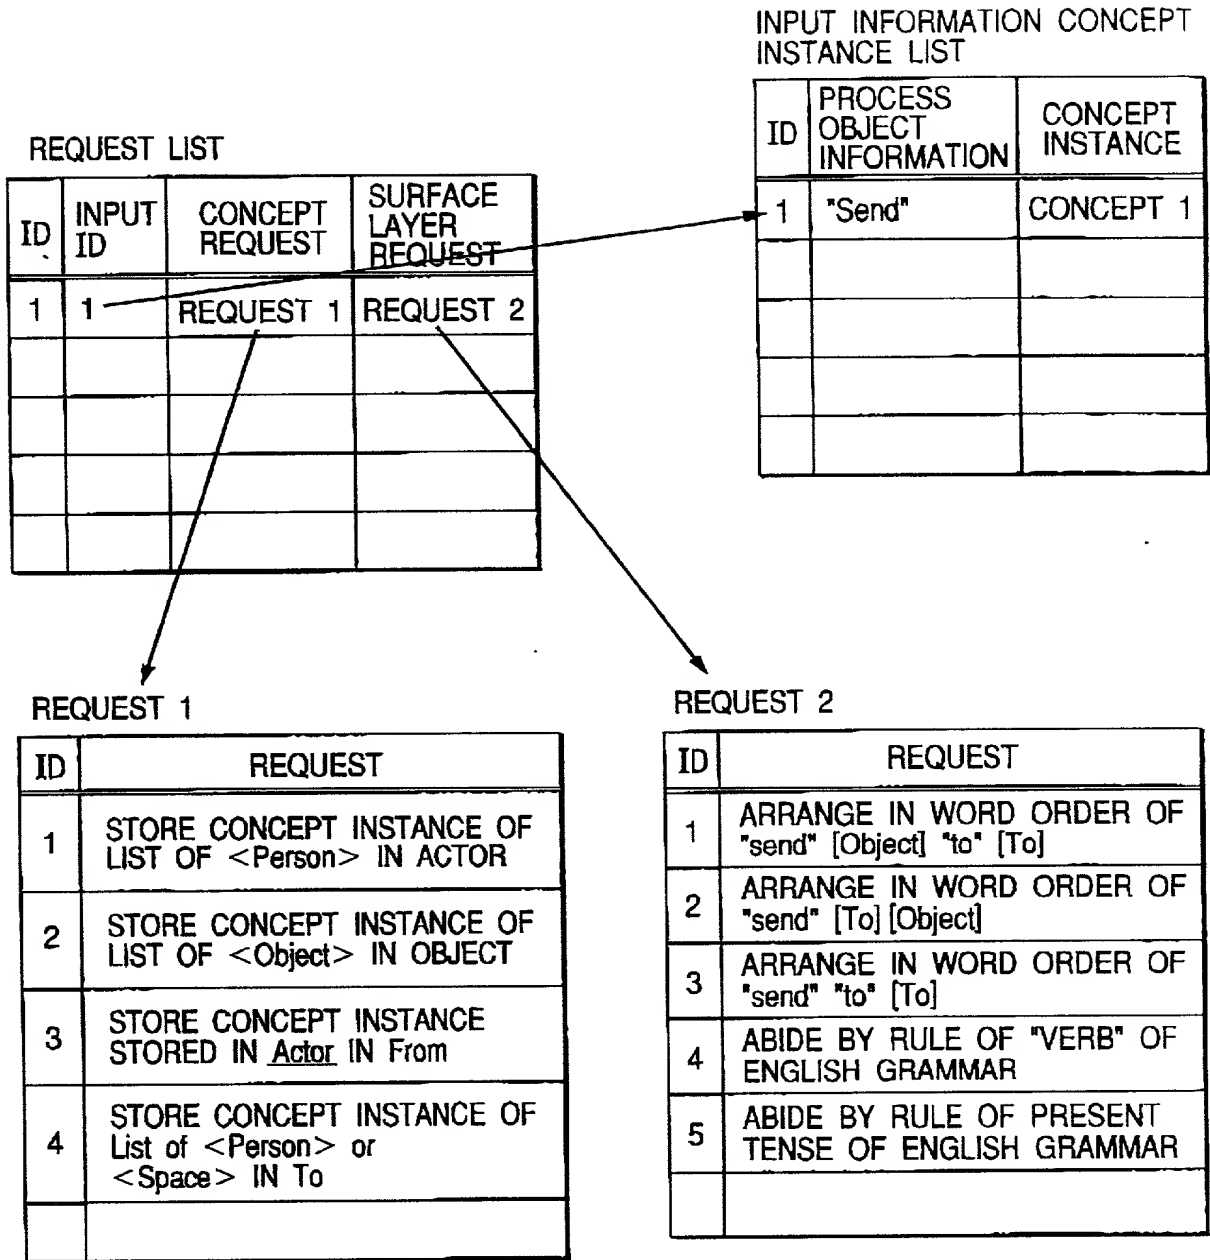 INPUT INFORMATION CONCEPT
INSTANCE LIST
ID
PROCESS
OBJECT
INFORMATION
CONCEPT
INSTANCE
1 "Send" CONCEPT 1
REQUEST LIST
ID
INPUT
ID
CONCEPT
REQUEST
SURFACE
LAYER
REQUEST
1 1 REQUEST 1 REQUEST 2
REQUEST 1
ID REQUEST
1
STORE CONCEPT INSTANCE OF
LIST OF <Person> IN ACTOR
2
STORE CONCEPT INSTANCE OF
LIST OF <Object> IN OBJECT
3
STORE CONCEPT INSTANCE
STORED IN Actor IN From
4
STORE CONCEPT INSTANCE OF
List of <Person> or
<Space> IN To
REQUEST 2
ID REQUEST
1
ARRANGE IN WORD ORDER OF
"send" [Object] "to" [To]
2
ARRANGE IN WORD ORDER OF
"send" [To] [Object]
3
ARRANGE IN WORD ORDER OF
"send" "to" [To]
4
ABIDE BY RULE OF "VERB" OF
ENGLISH GRAMMAR
5
ABIDE BY RULE OF PRESENT
TENSE OF ENGLISH GRAMMAR